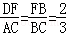 DF/AC = FB/BC = 2/3